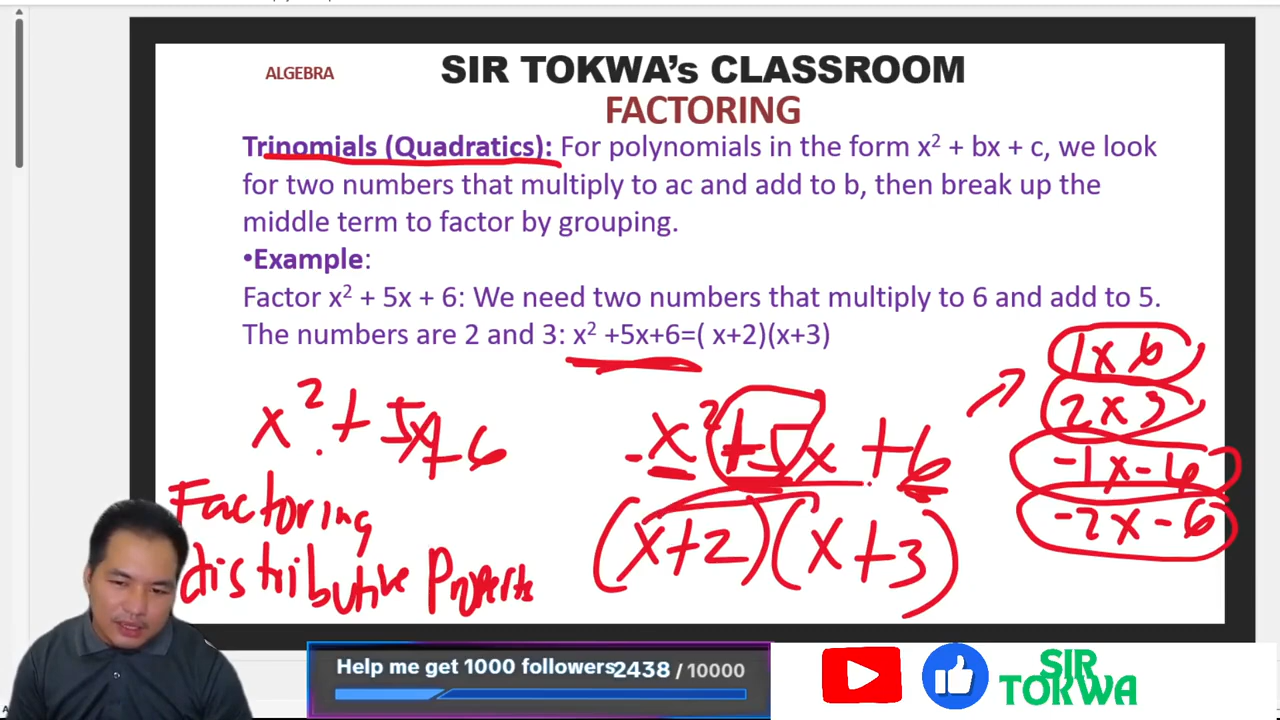 ALGEBRA
SIR TOKWA's CLASSROOM
FACTORING
Trinomials (Quadratics): For polynomials in the form x² + bx + c, we look
for two numbers that multiply to ac and add to b, then break up the
middle term to factor by grouping.
•Example:
Factor x² + 5x + 6: We need two numbers that multiply to 6 and add to 5.
The numbers are 2 and 3: x² +5x+6=( x+2)(x+3)
1x 6
2 x 3
-1x-6
-2x-6
x² + 5x+6
x² +5x +6
(x+2)(x+3)
Factoring
distributive
Help me get 1000 followers 2438 / 10000
SIR
TOKWA